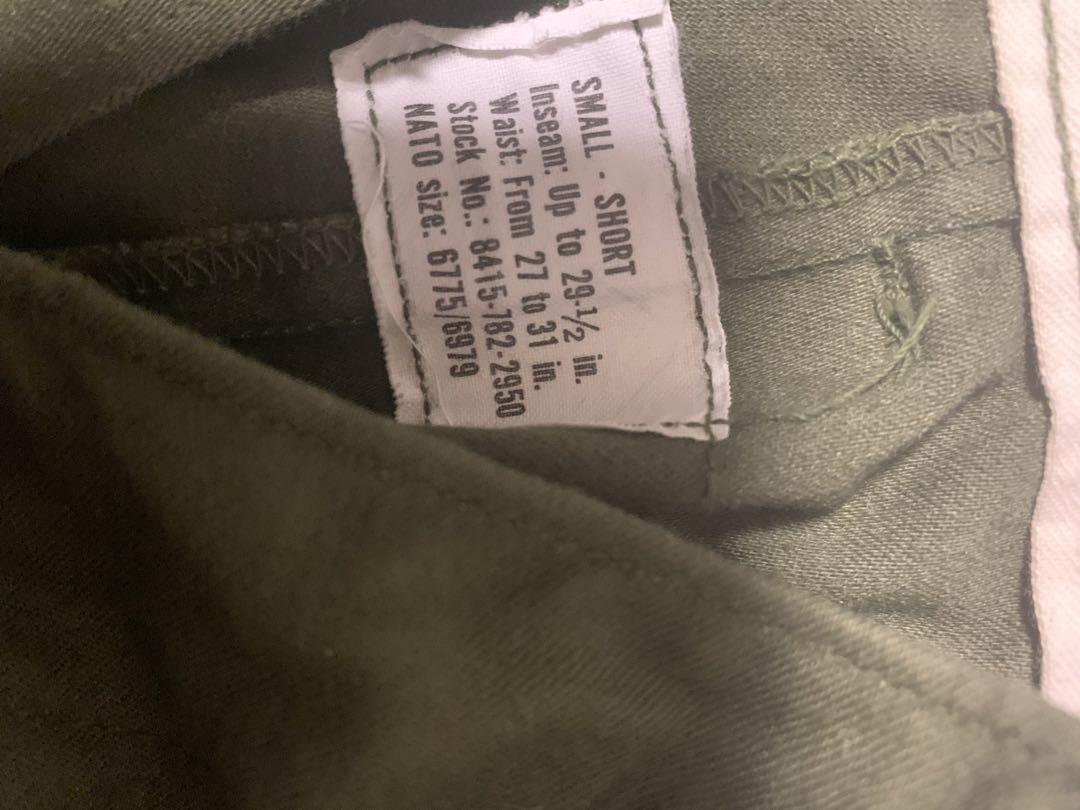 SMALL - SHORT
Inseam: Up to 29-½ in.
Waist: From 27 to 31 in.
Stock No.: 8415-782-2950
NATO size: 6775/6979